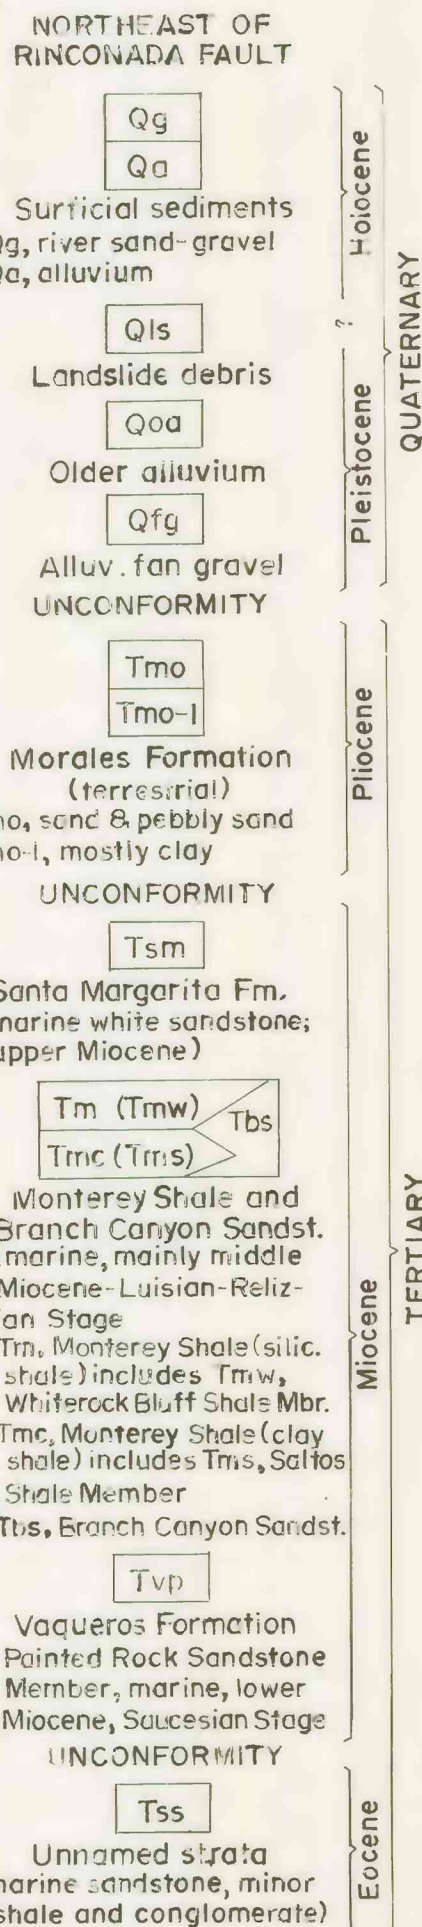 NORTHEAST OF
RINCONADA FAULT
Qg
Qa
Surficial sediments
Qg, river sand-gravel
Qa, alluvium
Holocene
?
Qls
Landslide debris
Qoa
Older alluvium
Qfg
Alluv. fan gravel
Pleistocene
QUATERNARY
UNCONFORMITY
Tmo
Tmo-l
Morales Formation
(terrestrial)
mo, sand & pebbly sand
mo-l, mostly clay
Pliocene
UNCONFORMITY
Tsm
Santa Margarita Fm.
marine white sandstone;
upper Miocene)
Tm (Tmw)
Tbs
Tmc (Tms)
Monterey Shale and
Branch Canyon Sandst.
marine, mainly middle
Miocene-Luisian-Reliz-
ian Stage
Tm, Monterey Shale (silic.
shale) includes Tmw,
Whiterock Bluff Shale Mbr.
Tmc, Monterey Shale (clay
shale) includes Tms, Saltos
Shale Member
Tbs, Branch Canyon Sandst.
Tvp
Vaqueros Formation
Painted Rock Sandstone
Member, marine, lower
Miocene, Saucesian Stage
Miocene
TERTIARY
UNCONFORMITY
Tss
Unnamed strata
marine sandstone, minor
shale and conglomerate)
Eocene